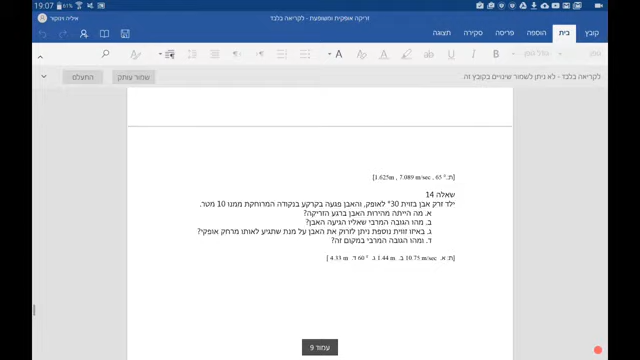 19:07
61%
זריקה אופקית ומשופעת - לקריאה בלבד
איליה וינקור
קובץ
בית
הוספה
פריסה
סקירה
תצוגה
לקריאה בלבד - לא ניתן לשמור שינויים בקובץ זה.
שמור עותק
התעלם
[ת: 65 º , 7.089 m/sec , 1.625m]
שאלה 14
ילד זרק אבן בזוית 30° לאופק, והאבן פגעה בקרקע בנקודה המרוחקת ממנו 10 מטר.
א. מה הייתה מהירות האבן ברגע הזריקה?
ב. מהו הגובה המרבי שאליו הגיעה האבן?
ג. באיזו זווית נוספת ניתן לזרוק את האבן על מנת שתגיע לאותו מרחק אופקי?
ד. ומהו הגובה המרבי במקום זה?
[ת: א. 10.75 m/sec ב. 1.44 m ג. 60 º ד. 4.33 m ]
עמוד 9